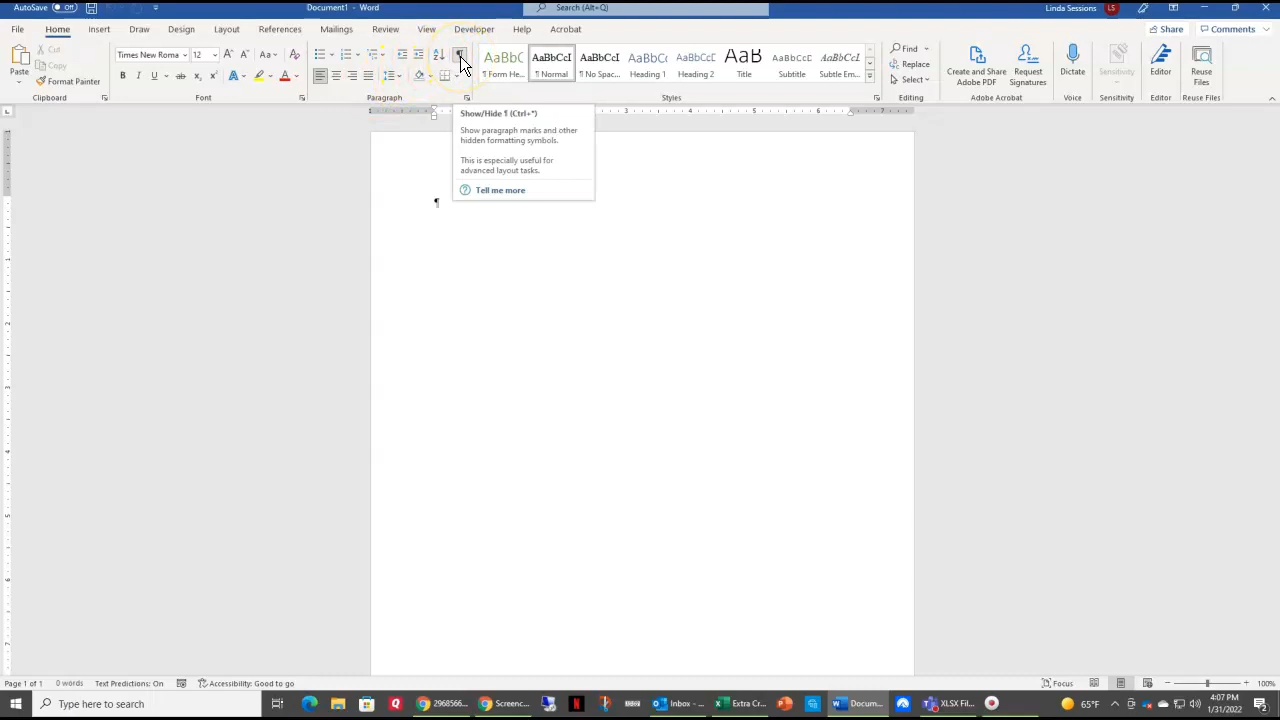 AutoSave Off
Document1 - Word
Search (Alt+Q)
Linda Sessions LS
File Home Insert Draw Design Layout References Mailings Review View Developer Help Acrobat
Share Comments
Paste
Cut
Copy
Format Painter
Clipboard
Times New Roma 12
Font
Paragraph
AaBbC AaBbCcI AaBbCcI AaBbCc AaBbCcE AaB AaBbCcE AaBbCcI
¶ Form He... ¶ Normal ¶ No Spac... Heading 1 Heading 2 Title Subtitle Subtle Em...
Styles
Find
Replace
Select
Editing
Create and Share
Adobe PDF
Request
Signatures
Adobe Acrobat
Dictate
Voice
Sensitivity
Sensitivity
Editor
Editor
Reuse
Files
Reuse Files
Show/Hide ¶ (Ctrl+*)
Show paragraph marks and other
hidden formatting symbols.
This is especially useful for
advanced layout tasks.
Tell me more
¶
Page 1 of 1 0 words Text Predictions: On Accessibility: Good to go
Focus
100%
Type here to search
2968566... Screenc... Inbox - ... Extra Cr... Docum... XLSX Fil...
65°F
4:07 PM
1/31/2022